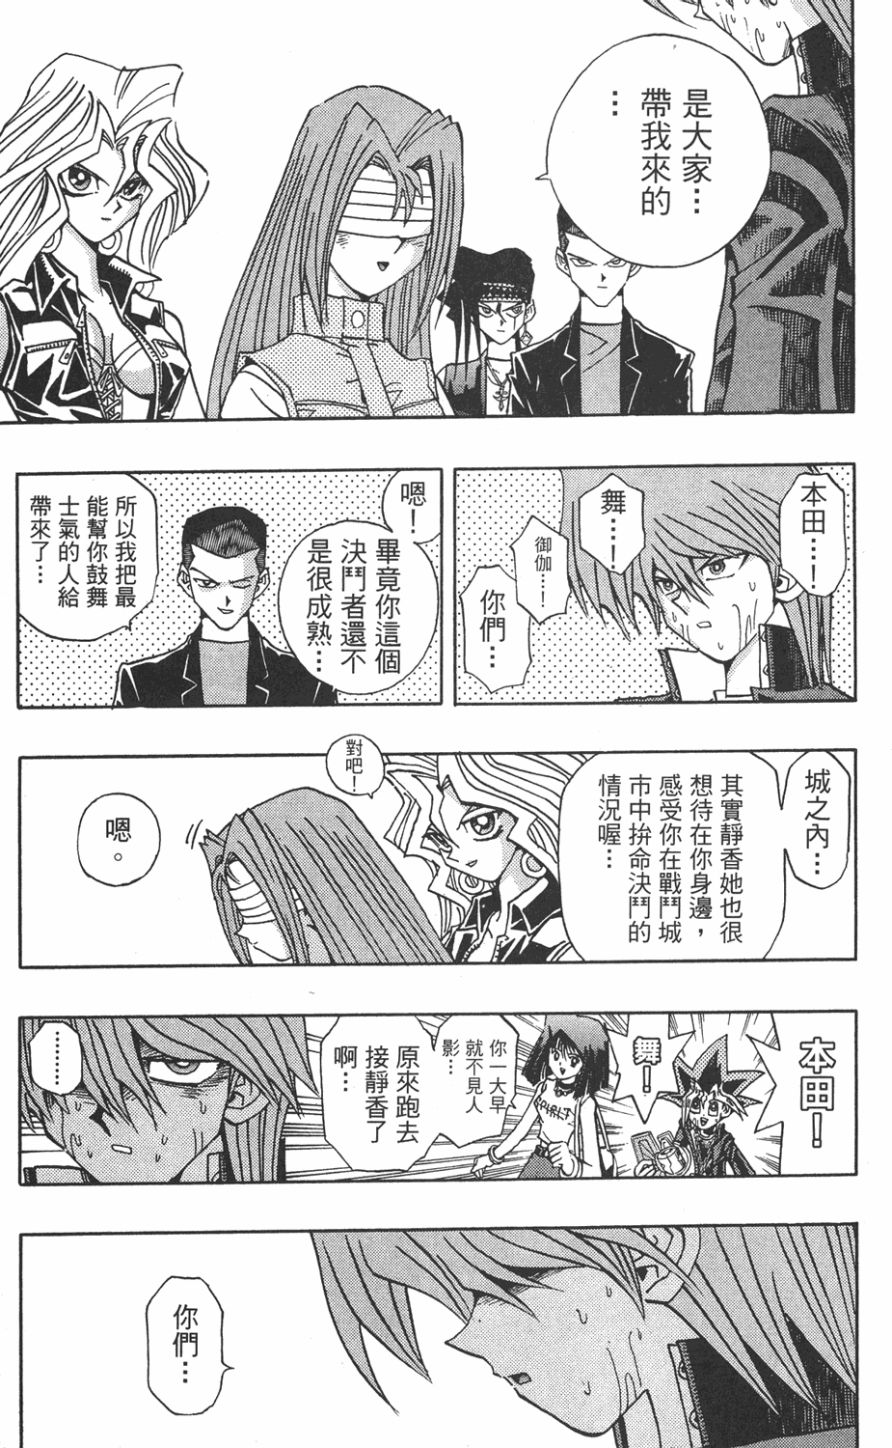 是大家…
帶我來的
…
本田…！
舞…！
御伽…！
你們…
嗯！
畢竟你這個
決鬥者還不
是很成熟…
所以我把最
能幫你鼓舞
士氣的人給
帶來了…
城之內…
其實靜香她也很
想待在你身邊，
感受你在戰鬥城
市中拚命決鬥的
情況喔…
對吧！
嗯。
本田！
舞！
你一大早
就不見人
影…
原來跑去
接靜香了
啊…
SPIRIT
………
你們…